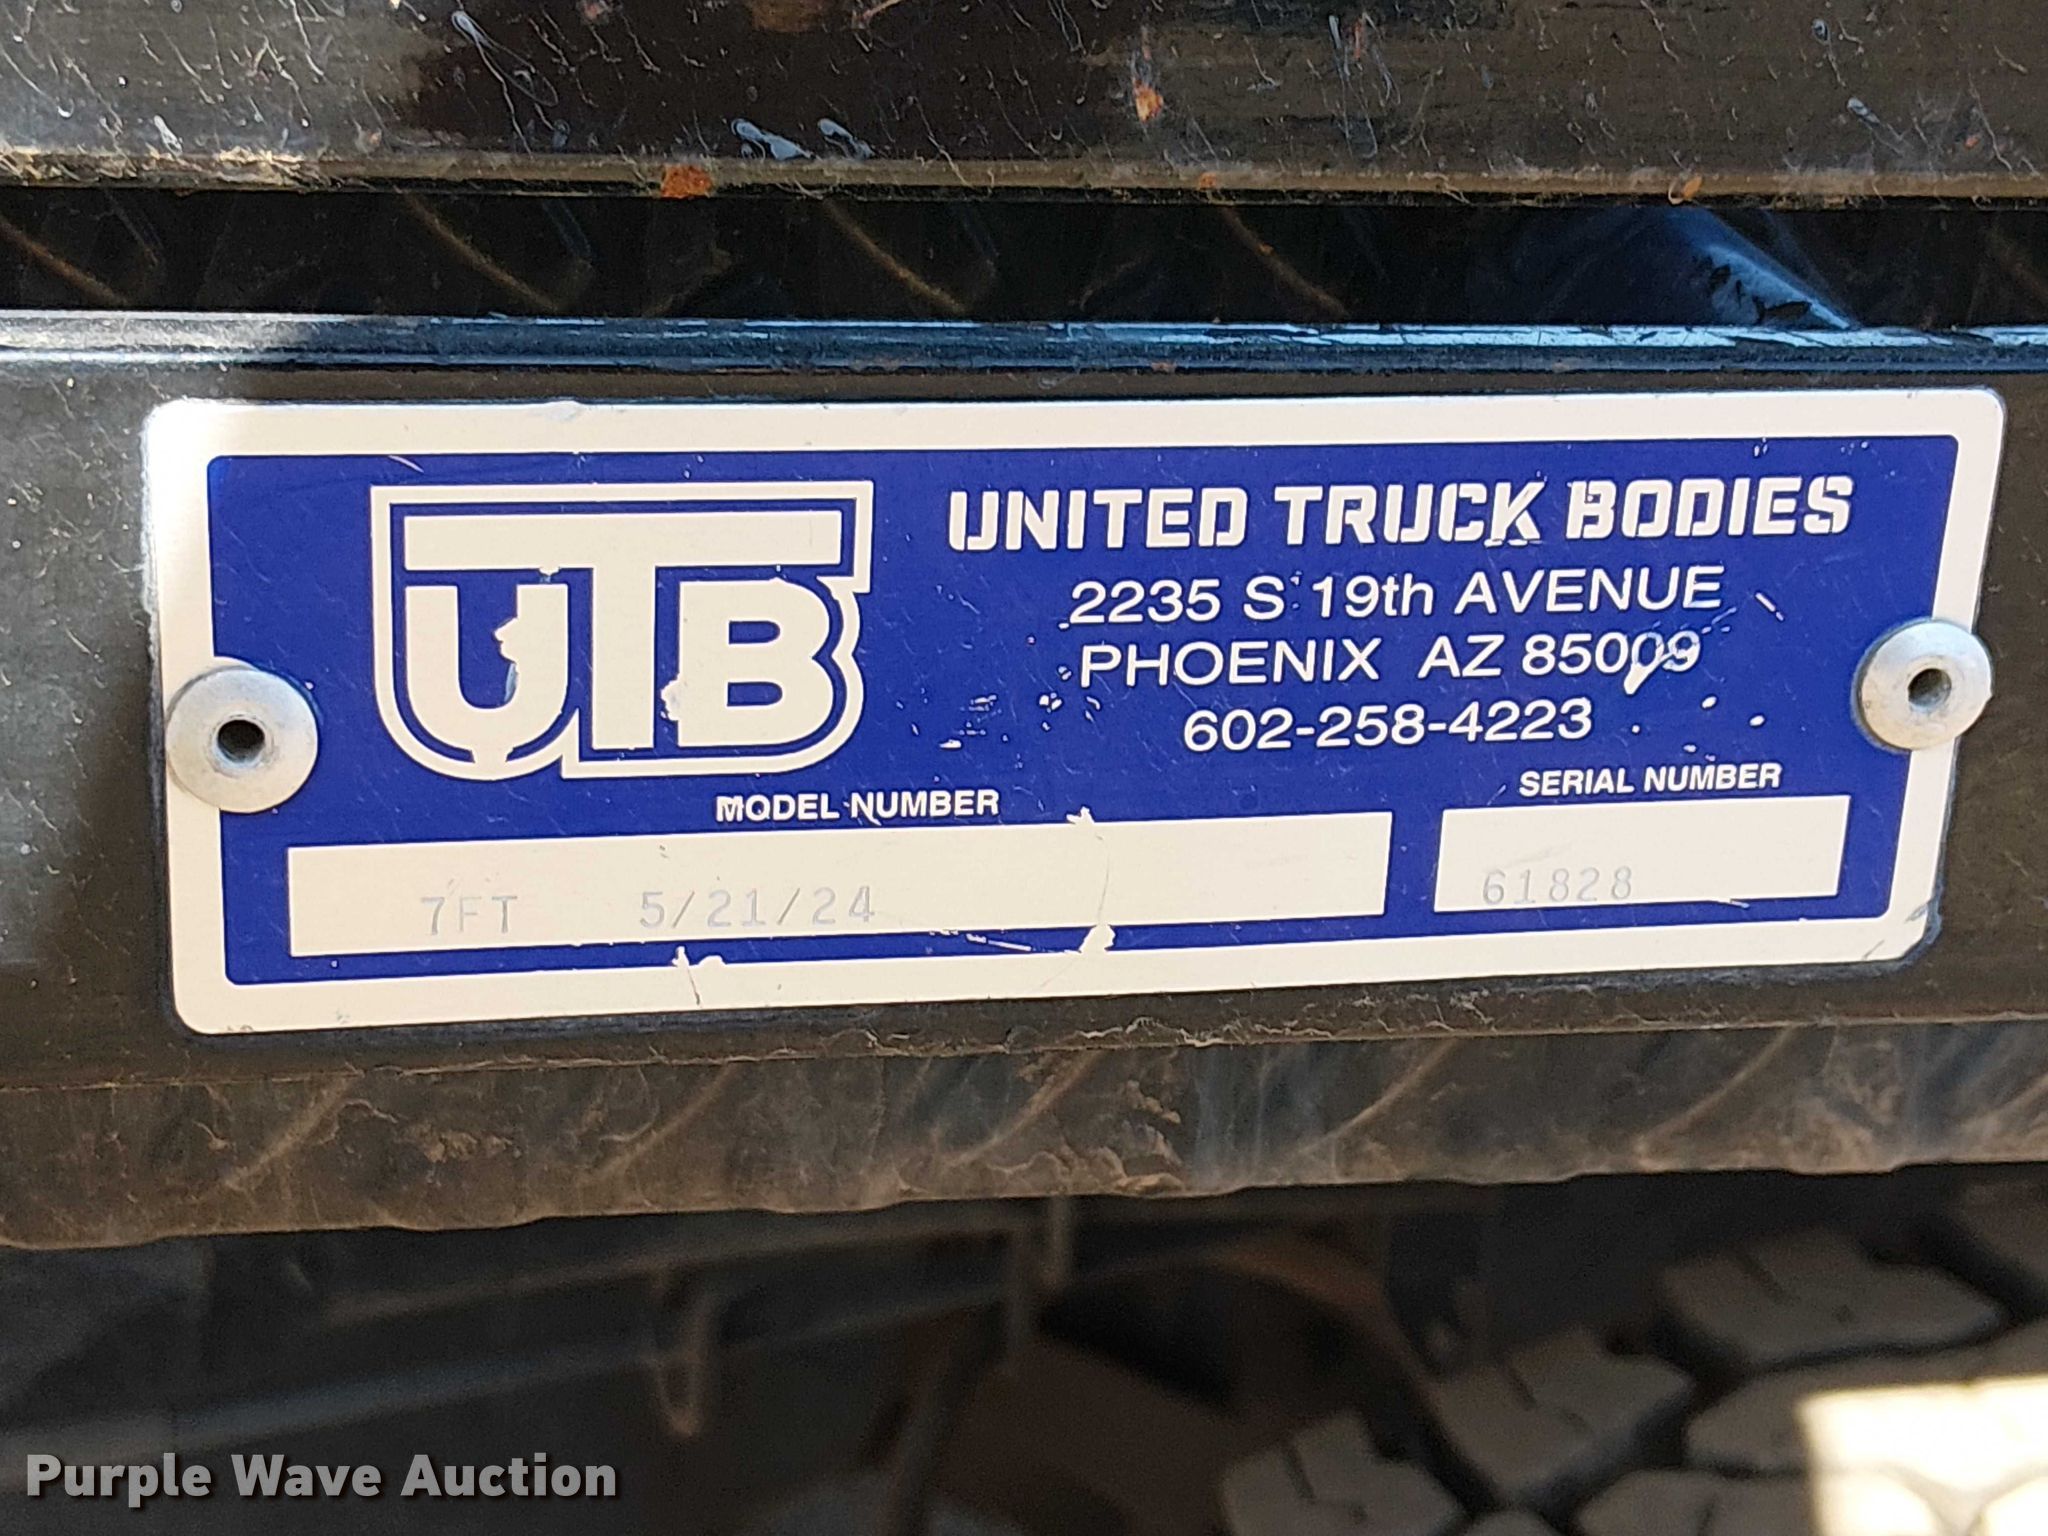 UTB
UNITED TRUCK BODIES
2235 S 19th AVENUE
PHOENIX AZ 85009
602-258-4223
MODEL NUMBER
SERIAL NUMBER
7FT 5/21/24
61828
Purple Wave Auction